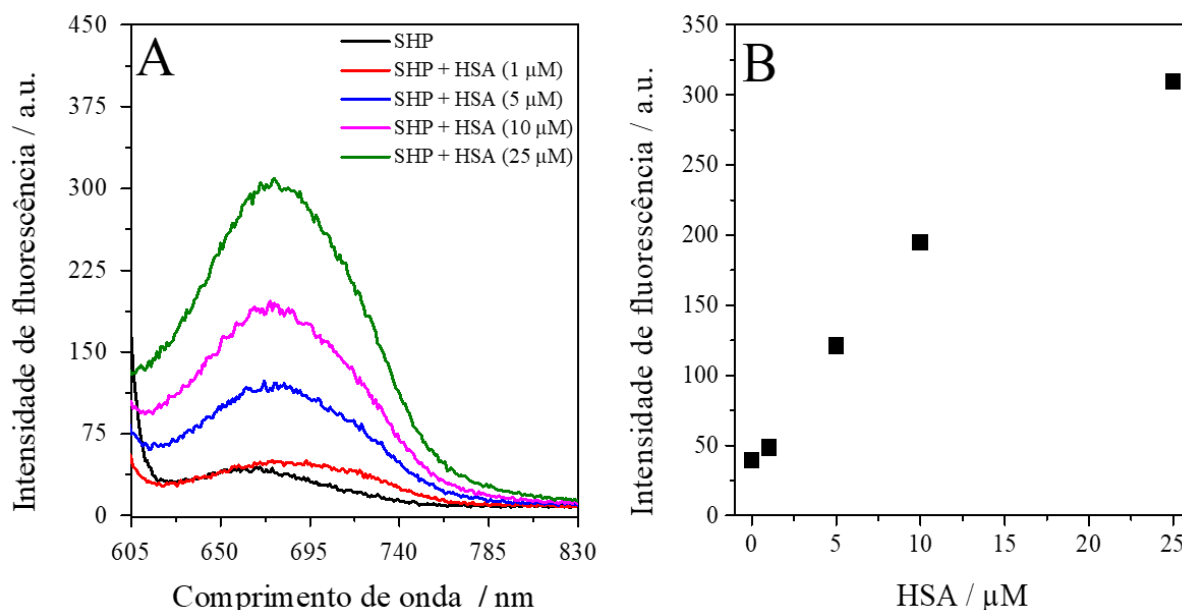 A
SHP
SHP + HSA (1 µM)
SHP + HSA (5 µM)
SHP + HSA (10 µM)
SHP + HSA (25 µM)
450
375
300
225
150
75
0
Intensidade de fluorescência / a.u.
605 650 695 740 785 830
Comprimento de onda / nm
B
350
300
250
200
150
100
50
0
Intensidade de fluorescência / a.u.
0 5 10 15 20 25
HSA / µM